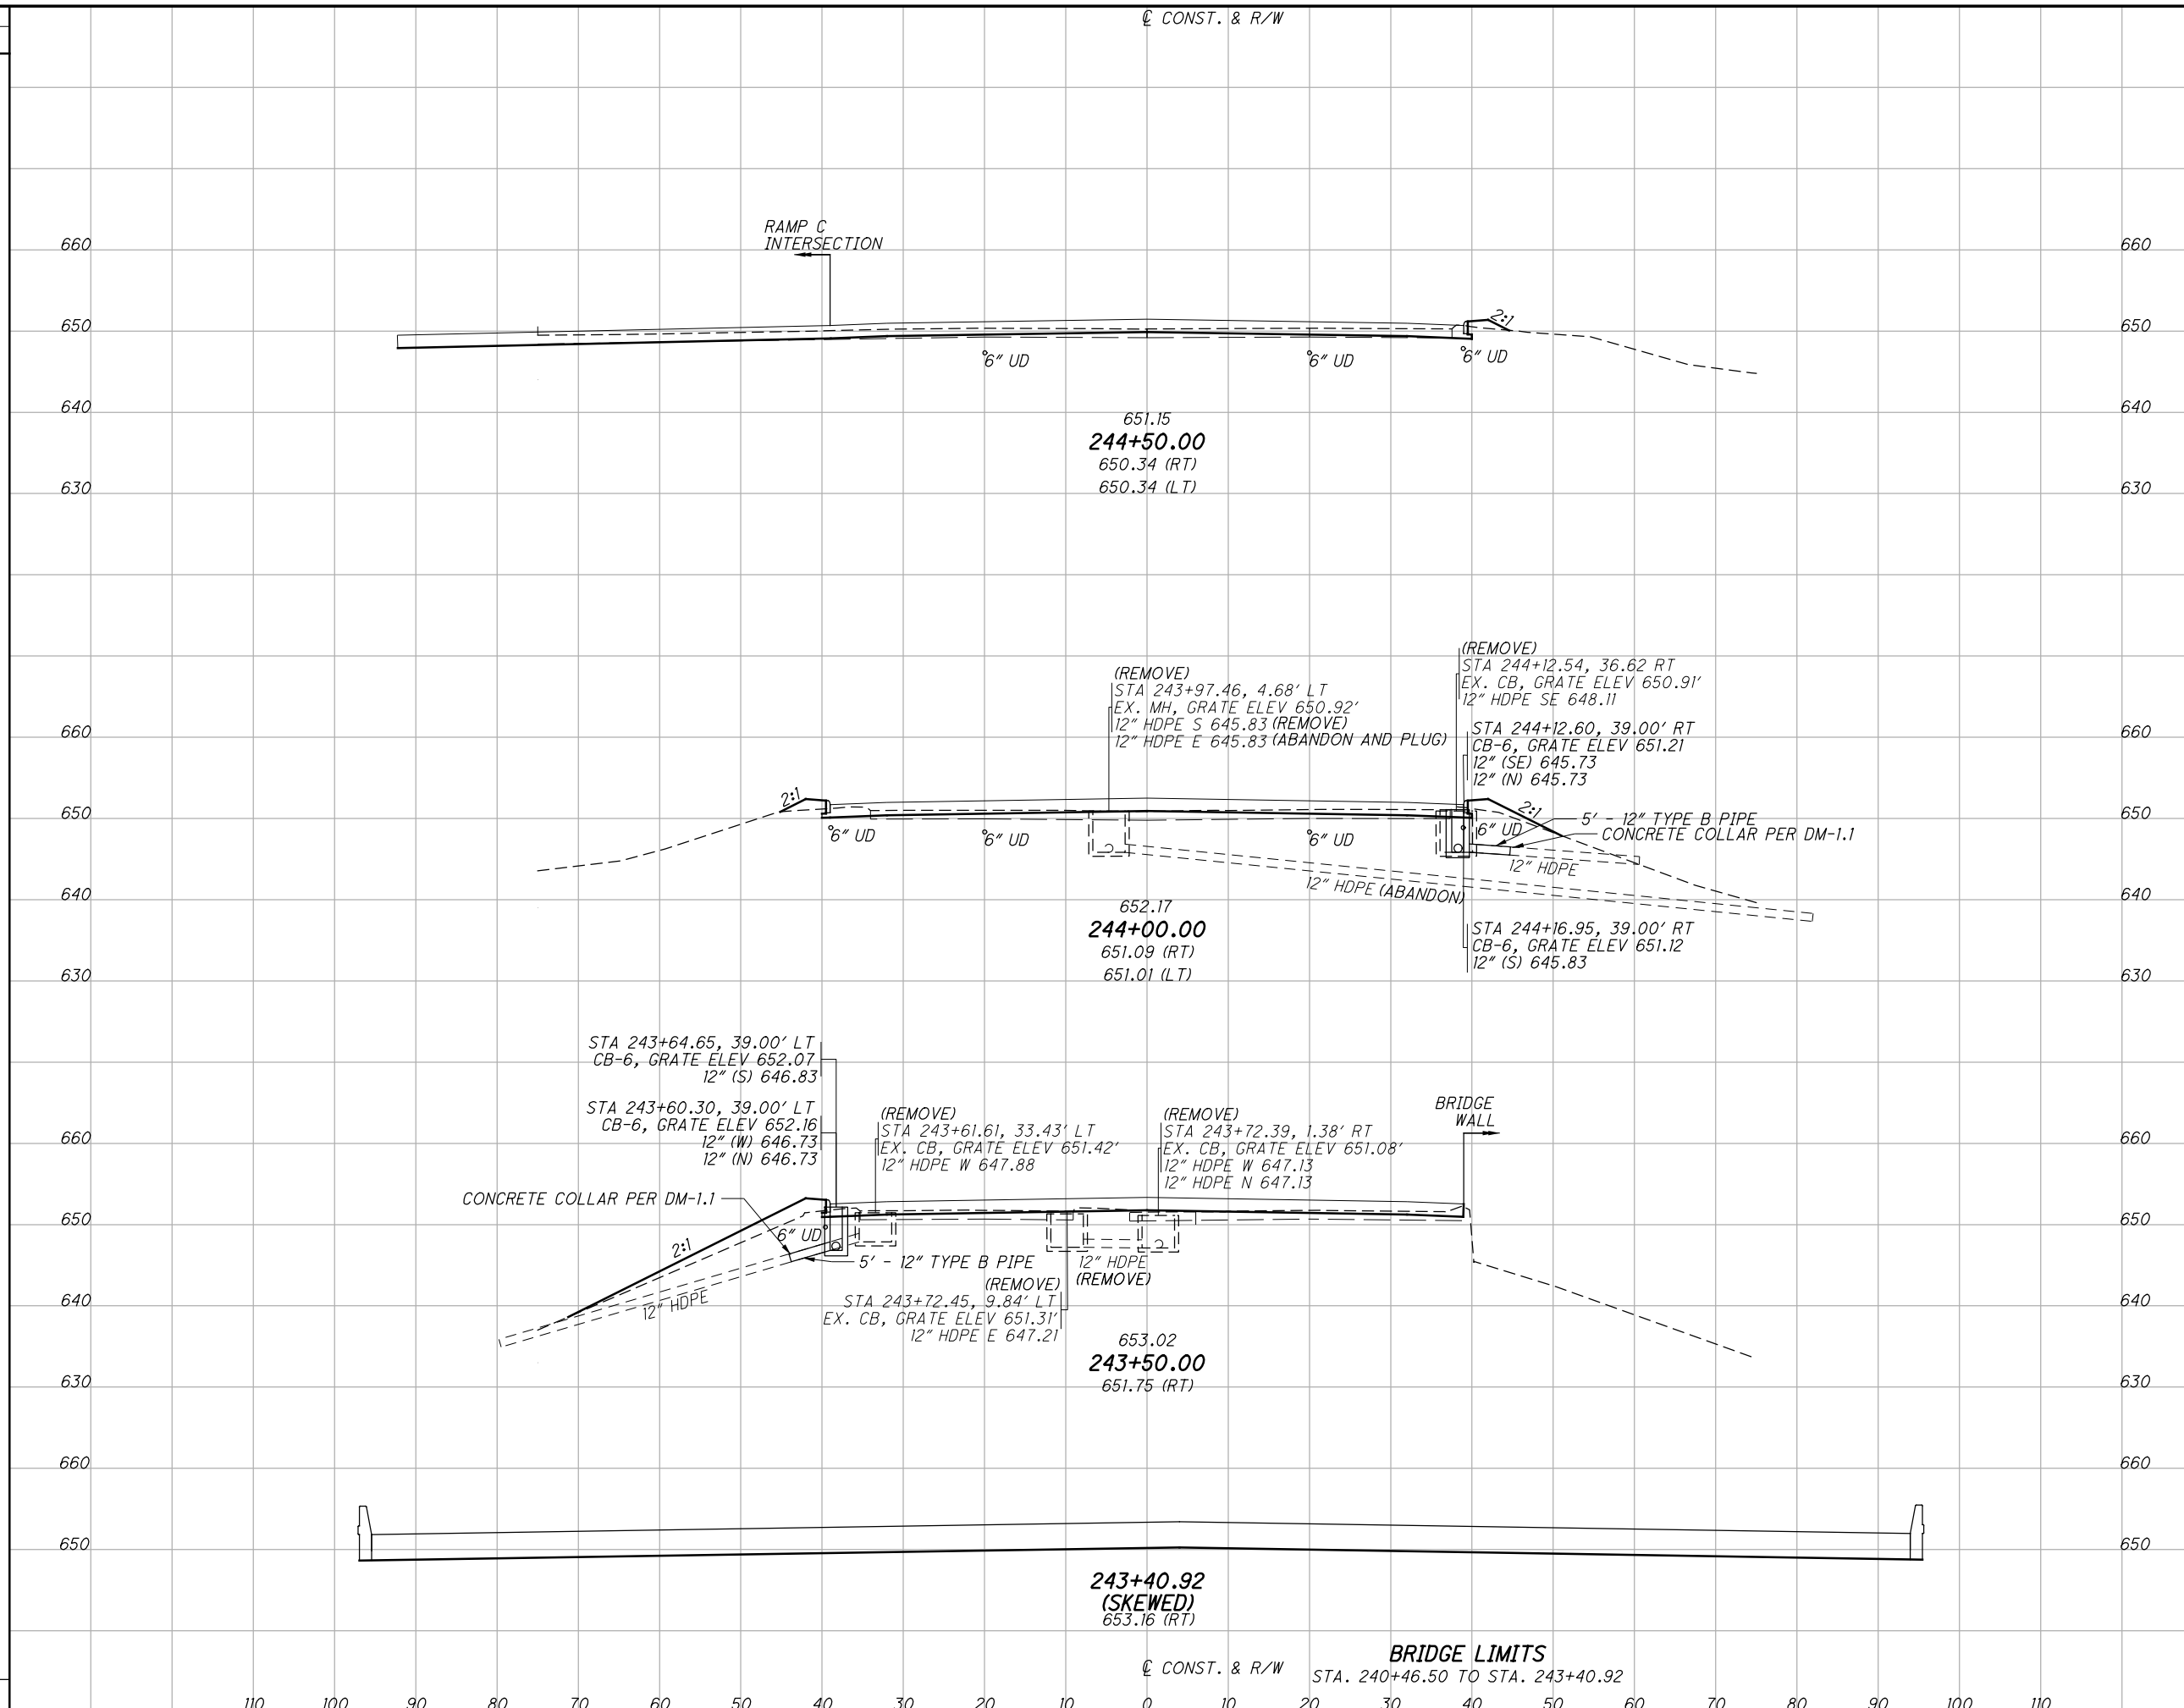 ℄ CONST. & R/W
RAMP C
INTERSECTION
660 660
650 650
2:1
6" UD 6" UD 6" UD
640 640
651.15
244+50.00
650.34 (RT)
650.34 (LT)
630 630
(REMOVE)
STA 243+97.46, 4.68' LT
EX. MH, GRATE ELEV 650.92'
12" HDPE S 645.83 (REMOVE)
12" HDPE E 645.83 (ABANDON AND PLUG)
(REMOVE)
STA 244+12.54, 36.62 RT
EX. CB, GRATE ELEV 650.91'
12" HDPE SE 648.11
STA 244+12.60, 39.00' RT
CB-6, GRATE ELEV 651.21
12" (SE) 645.73
12" (N) 645.73
660 660
2:1 2:1
650 650
6" UD 6" UD 6" UD 6" UD
5' - 12" TYPE B PIPE
CONCRETE COLLAR PER DM-1.1
12" HDPE
12" HDPE (ABANDON)
640 640
652.17
244+00.00
651.09 (RT)
651.01 (LT)
STA 244+16.95, 39.00' RT
CB-6, GRATE ELEV 651.12
12" (S) 645.83
630 630
STA 243+64.65, 39.00' LT
CB-6, GRATE ELEV 652.07
12" (S) 646.83
STA 243+60.30, 39.00' LT
CB-6, GRATE ELEV 652.16
12" (W) 646.73
12" (N) 646.73
(REMOVE)
STA 243+61.61, 33.43' LT
EX. CB, GRATE ELEV 651.42'
12" HDPE W 647.88
(REMOVE)
STA 243+72.39, 1.38' RT
EX. CB, GRATE ELEV 651.08'
12" HDPE W 647.13
12" HDPE N 647.13
BRIDGE
WALL
660 660
CONCRETE COLLAR PER DM-1.1
650 650
2:1
6" UD
5' - 12" TYPE B PIPE
12" HDPE
(REMOVE)
12" HDPE
(REMOVE)
STA 243+72.45, 9.84' LT
EX. CB, GRATE ELEV 651.31'
12" HDPE E 647.21
640 640
653.02
243+50.00
651.75 (RT)
630 630
660 660
650 650
243+40.92
(SKEWED)
653.16 (RT)
BRIDGE LIMITS
STA. 240+46.50 TO STA. 243+40.92
℄ CONST. & R/W
110 100 90 80 70 60 50 40 30 20 10 0 10 20 30 40 50 60 70 80 90 100 110